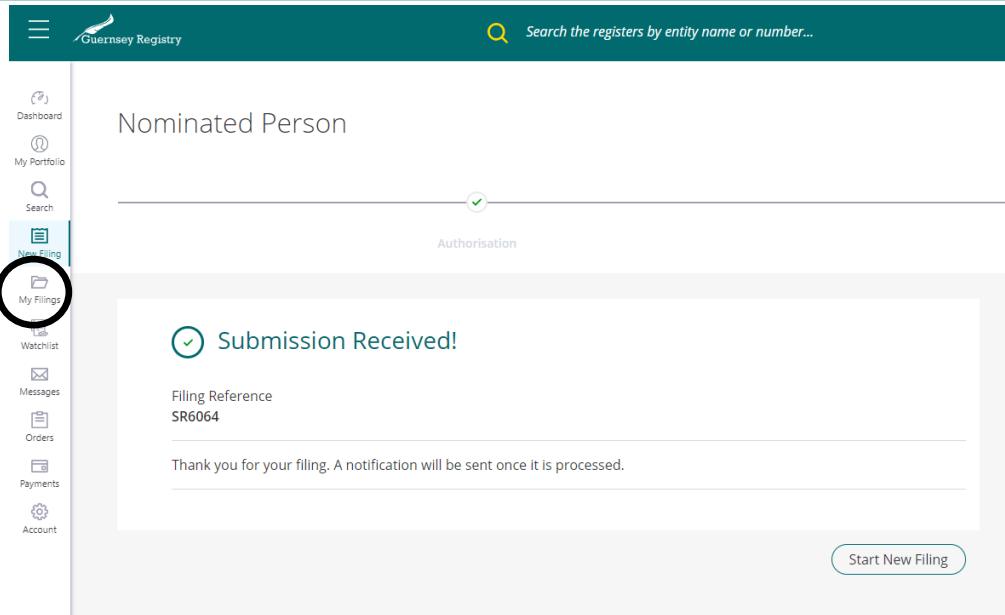 Guernsey Registry
Search the registers by entity name or number...
Dashboard
My Portfolio
Search
New Filing
My Filings
Watchlist
Messages
Orders
Payments
Account
Nominated Person
Authorisation
Submission Received!
Filing Reference
SR6064
Thank you for your filing. A notification will be sent once it is processed.
Start New Filing